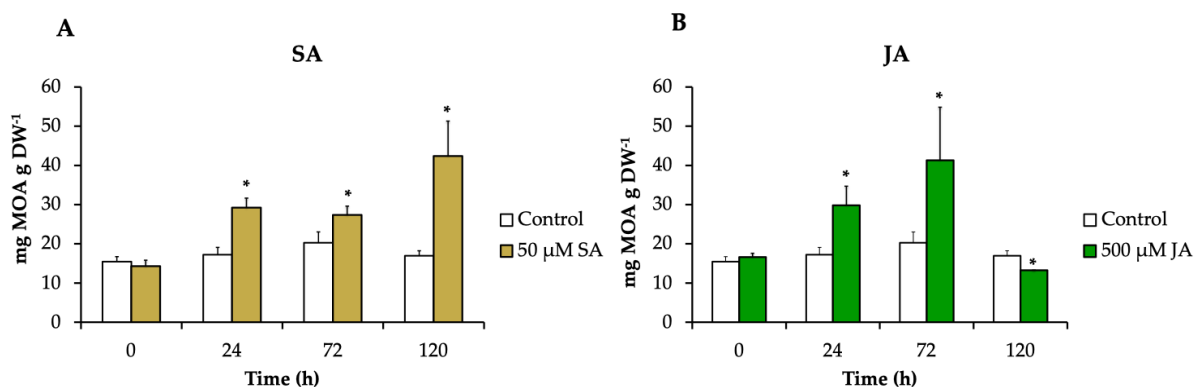 A
SA
mg MOA g DW⁻¹
60
50
40
30
20
10
0
* * *
0 24 72 120
Time (h)
Control
50 µM SA
B
JA
mg MOA g DW⁻¹
60
50
40
30
20
10
0
* * *
*
0 24 72 120
Time (h)
Control
500 µM JA